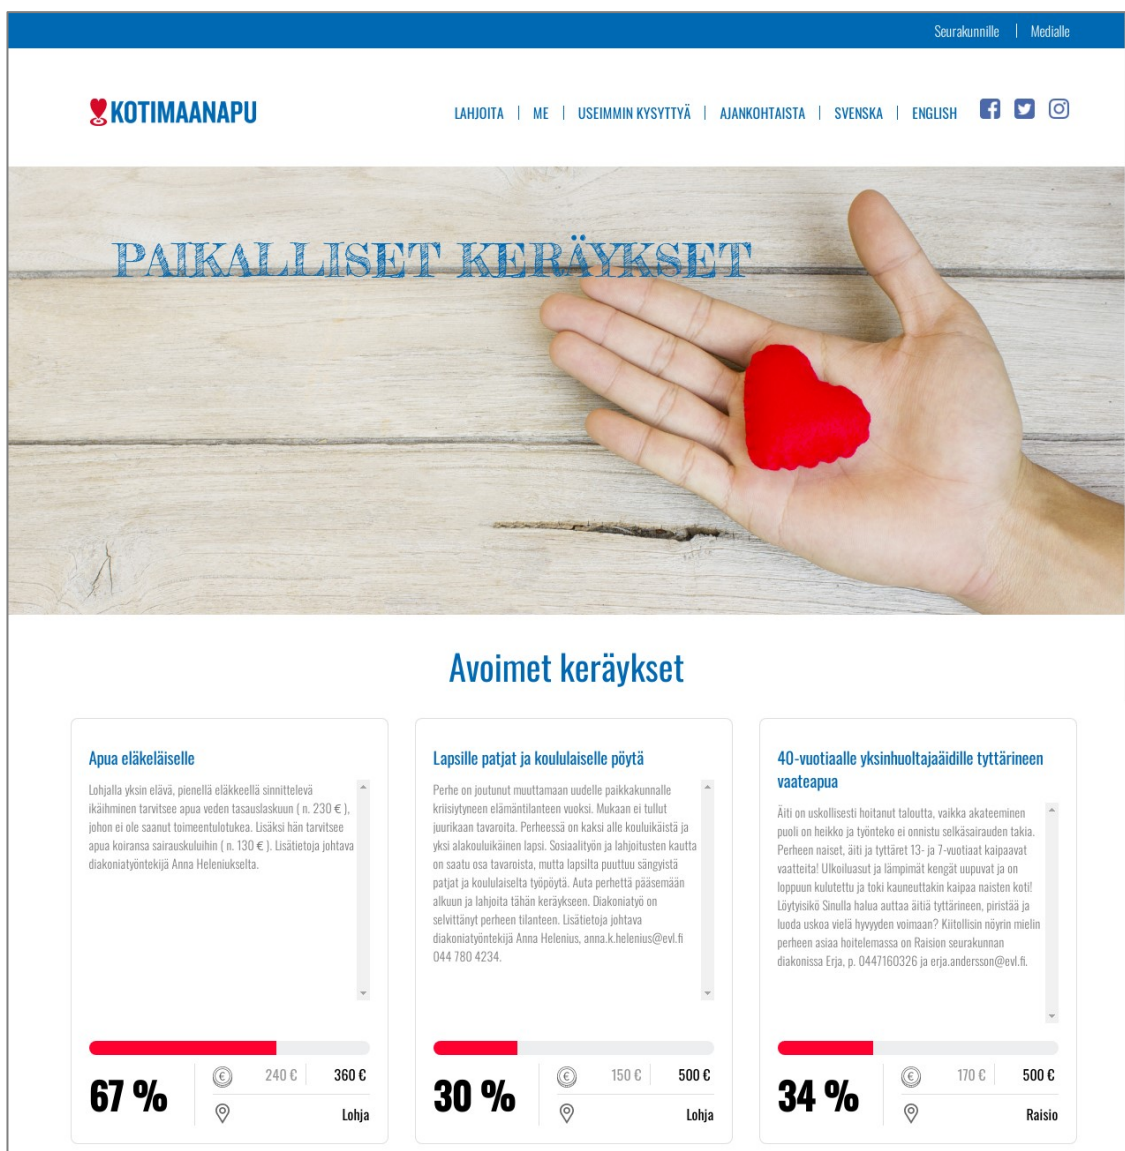 Seurakunnille | Medialle
KOTIMAANAPU
LAHJOITA | ME | USEIMMIN KYSYTTYÄ | AJANKOHTAISTA | SVENSKA | ENGLISH
PAIKALLISET KERÄYKSET
Avoimet keräykset
Apua eläkeläiselle
Lohjalla yksin elävä, pienellä eläkkeellä sinnittelevä
ikäihminen tarvitsee apua veden tasauslaskuun ( n. 230 € ),
johon ei ole saanut toimeentulotukea. Lisäksi hän tarvitsee
apua koiransa sairauskuluihin ( n. 130 € ). Lisätietoja johtava
diakoniatyöntekijä Anna Heleniukselta.
67 %
240 € 360 €
Lohja
Lapsille patjat ja koululaiselle pöytä
Perhe on joutunut muuttamaan uudelle paikkakunnalle
kriisiytyneen elämäntilanteen vuoksi. Mukaan ei tullut
juurikaan tavaroita. Perheessä on kaksi alle kouluikäistä ja
yksi alakouluikäinen lapsi. Sosiaalityön ja lahjoitusten kautta
on saatu osa tavaroista, mutta lapsilta puuttuu sängyistä
patjat ja koululaiselta työpöytä. Auta perhettä pääsemään
alkuun ja lahjoita tähän keräykseen. Diakoniatyö on
selvittänyt perheen tilanteen. Lisätietoja johtava
diakoniatyöntekijä Anna Helenius, anna.k.helenius@evl.fi
044 780 4234.
30 %
150 € 500 €
Lohja
40-vuotiaalle yksinhuoltajaäidille tyttärineen
vaateapua
Äiti on uskollisesti hoitanut taloutta, vaikka akateeminen
puoli on heikko ja työnteko ei onnistu selkäsairauden takia.
Perheen naiset, äiti ja tyttäret 13- ja 7-vuotiaat kaipaavat
vaatteita! Ulkoiluasut ja lämpimät kengät uupuvat ja on
loppuun kulutettu ja toki kauneuttakin kaipaa naisten koti!
Löytyisikö Sinulla halua auttaa äitiä tyttärineen, piristää ja
luoda uskoa vielä hyvyyden voimaan? Kiitollisin nöyrin mielin
perheen asiaa hoitelemassa on Raision seurakunnan
diakonissa Erja, p. 0447160326 ja erja.andersson@evl.fi.
34 %
170 € 500 €
Raisio